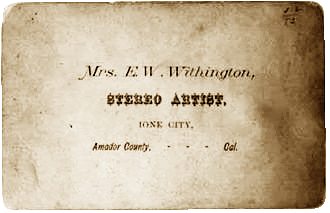 Mrs. E. W. Withington,
STEREO ARTIST,
IONE CITY,
Amador County, - - - Cal.